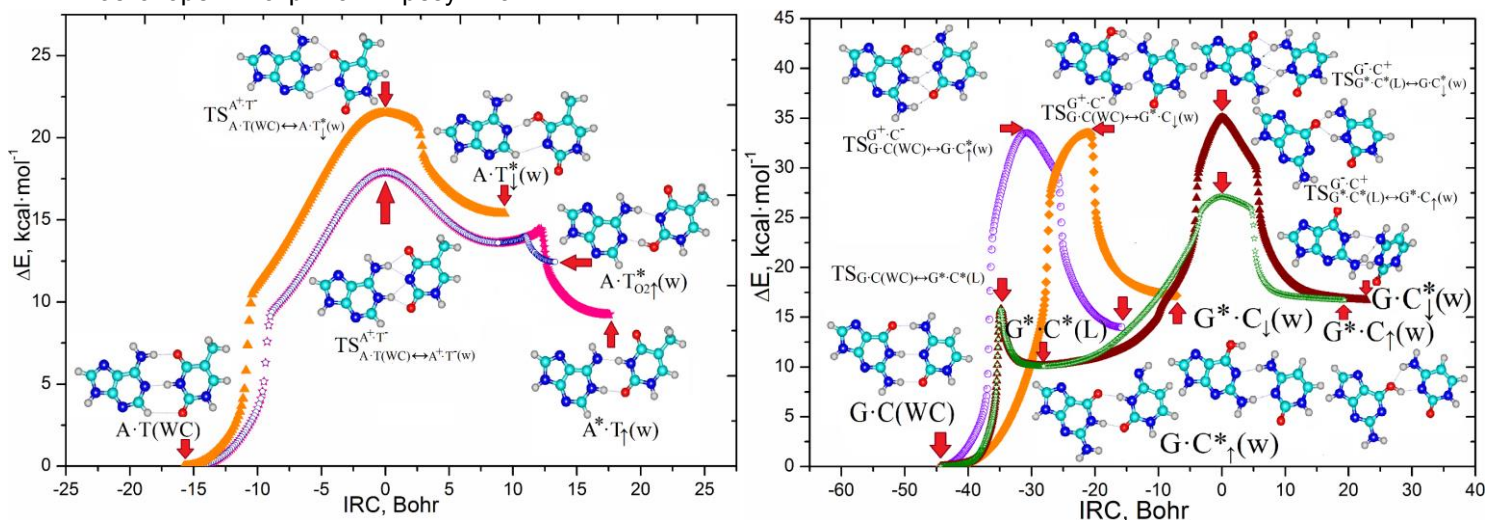 25
20
15
10
5
0
ΔE, kcal·mol⁻¹
TS A⁺·T⁻ A·T(WC)↔A·T*↓(w)
A·T*↓(w)
A·T*O2↑(w)
TS A⁺·T⁻ A·T(WC)↔A⁺·T⁻(w)
A·T(WC)
A*·T↑(w)
-25 -20 -15 -10 -5 0 5 10 15 20 25
IRC, Bohr
45
40
35
30
25
20
15
10
5
0
ΔE, kcal·mol⁻¹
TS G⁻·C⁺ G*·C*(L)↔G·C*↓(w)
TS G⁺·C⁻ G·C(WC)↔G*·C↓(w)
TS G⁺·C⁻ G·C(WC)↔G·C*↑(w)
TS G⁻·C⁺ G*·C*(L)↔G*·C↑(w)
TS G·C(WC)↔G*·C*(L)
G*·C*(L)
G*·C↓(w)
G·C*↓(w)
G*·C↑(w)
G·C(WC)
G·C*↑(w)
-60 -50 -40 -30 -20 -10 0 10 20 30 40
IRC, Bohr